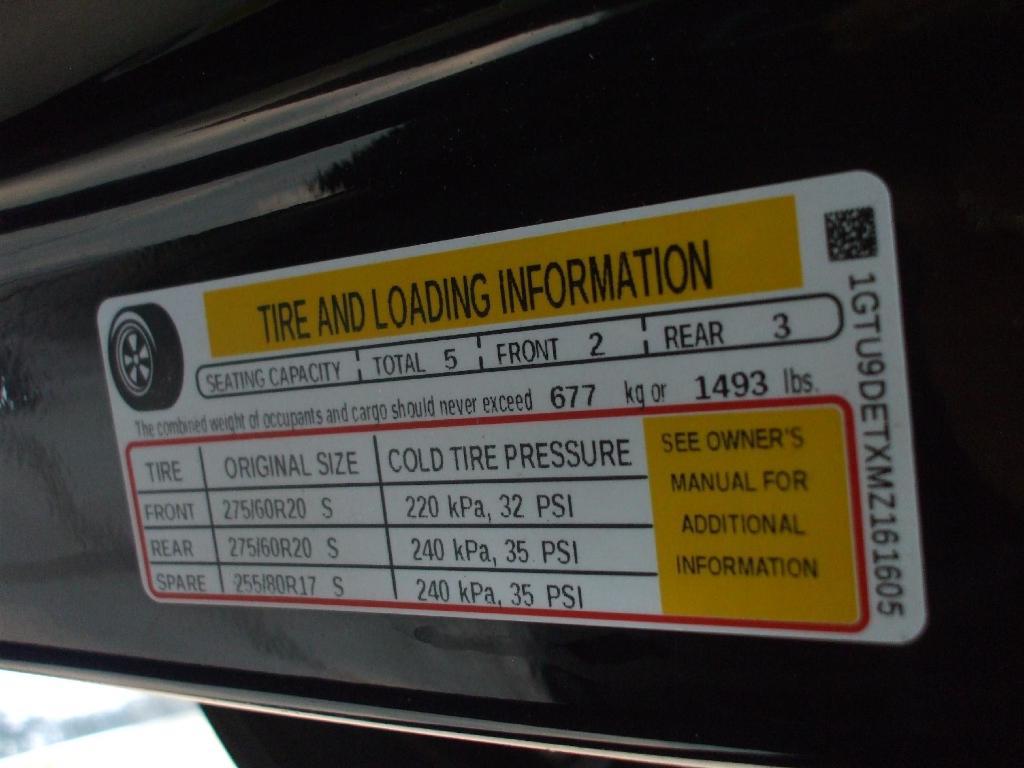 TIRE AND LOADING INFORMATION
SEATING CAPACITY TOTAL 5 FRONT 2 REAR 3
The combined weight of occupants and cargo should never exceed 677 kg or 1493 lbs.
TIRE ORIGINAL SIZE COLD TIRE PRESSURE
FRONT 275/60R20 S 220 kPa, 32 PSI
REAR 275/60R20 S 240 kPa, 35 PSI
SPARE 255/80R17 S 240 kPa, 35 PSI
SEE OWNER'S
MANUAL FOR
ADDITIONAL
INFORMATION
1GTU9DETXMZ161605